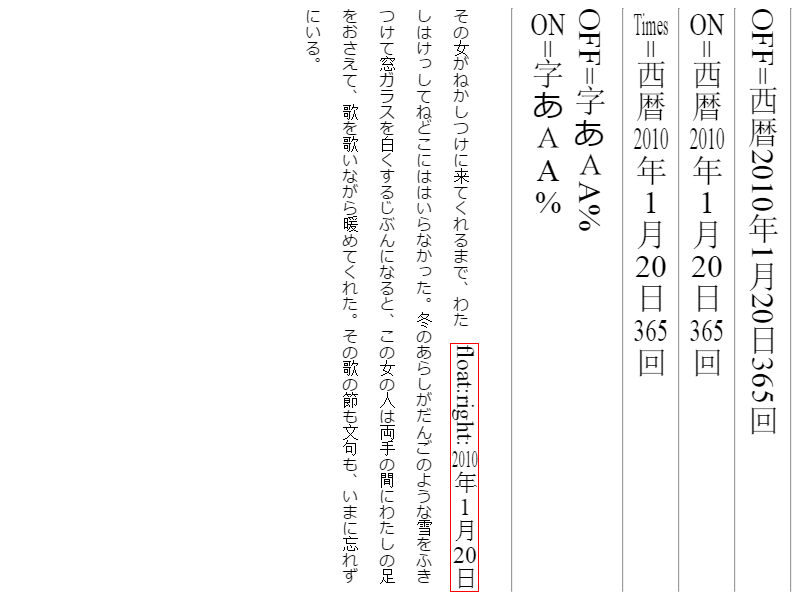 OFF=西暦2010年1月20日365回
ON=西暦2010年1月20日365回
Times=西暦2010年1月20日365回
OFF=字あＡA%
ON=字あＡA%
float:right:2010年1月20日
その女がねかしつけに来てくれるまで、わた
しはけっしてねどこにははいらなかった。冬のあらしがだんごのような雪をふき
つけて窓ガラスを白くするじぶんになると、この女の人は両手の間にわたしの足
をおさえて、歌を歌いながら暖めてくれた。その歌の節も文句も、いまに忘れず
にいる。